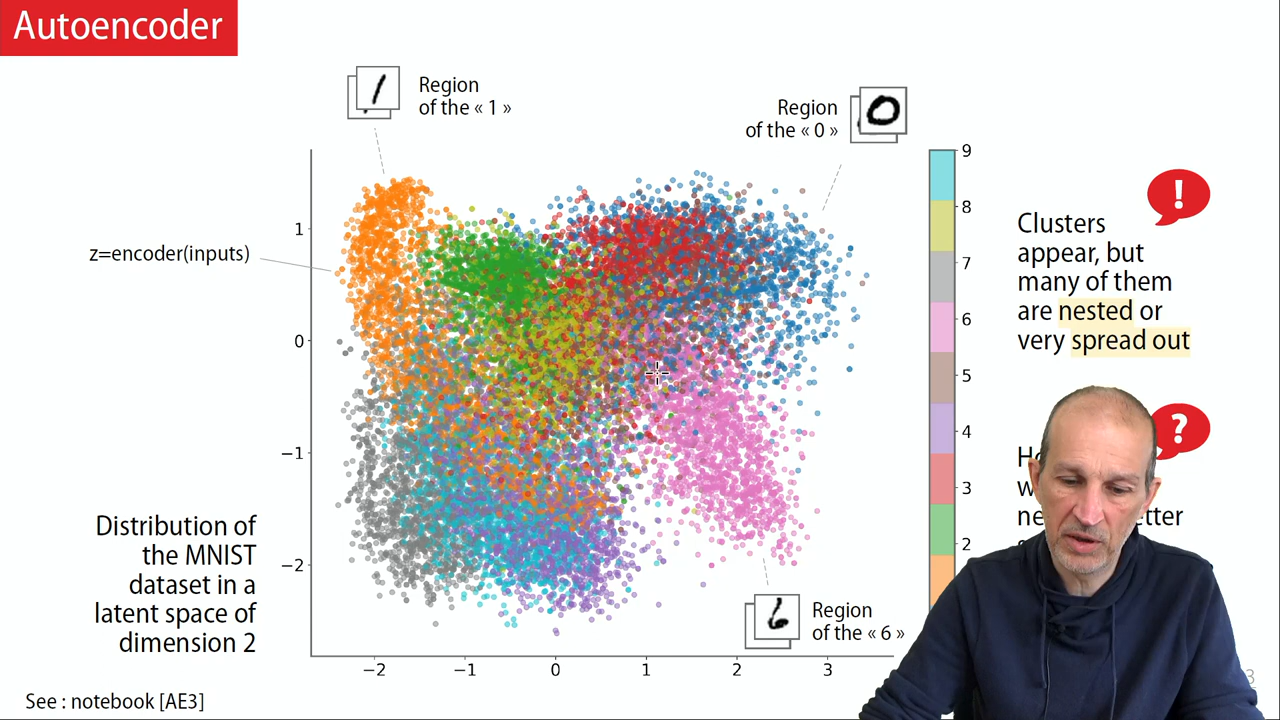 Autoencoder
Region
of the « 1 »
Region
of the « 0 »
z=encoder(inputs)
1
0
−1
−2
−2
−1
0
1
2
3
9
8
7
6
5
4
3
2
!
Clusters
appear, but
many of them
are nested or
very spread out
?
Distribution of
the MNIST
dataset in a
latent space of
dimension 2
Region
of the « 6 »
See : notebook [AE3]
3